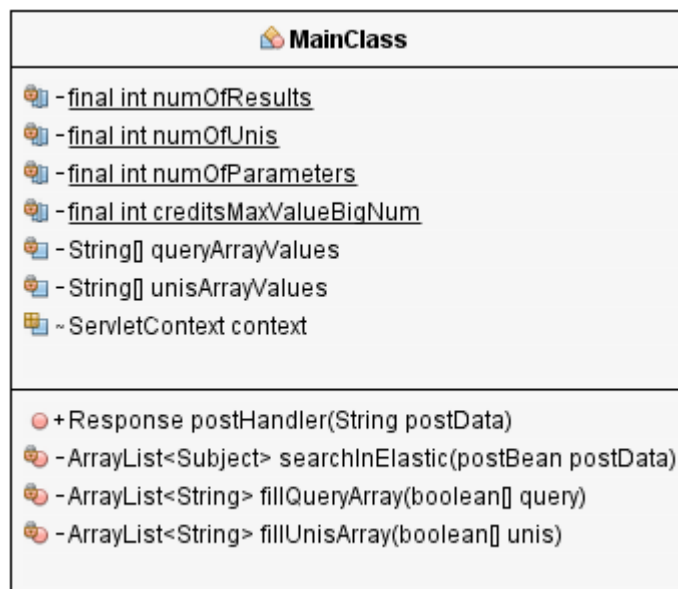 MainClass
-final int numOfResults
-final int numOfUnis
-final int numOfParameters
-final int creditsMaxValueBigNum
-String[] queryArrayValues
-String[] unisArrayValues
~ServletContext context
+Response postHandler(String postData)
-ArrayList<Subject> searchInElastic(postBean postData)
-ArrayList<String> fillQueryArray(boolean[] query)
-ArrayList<String> fillUnisArray(boolean[] unis)